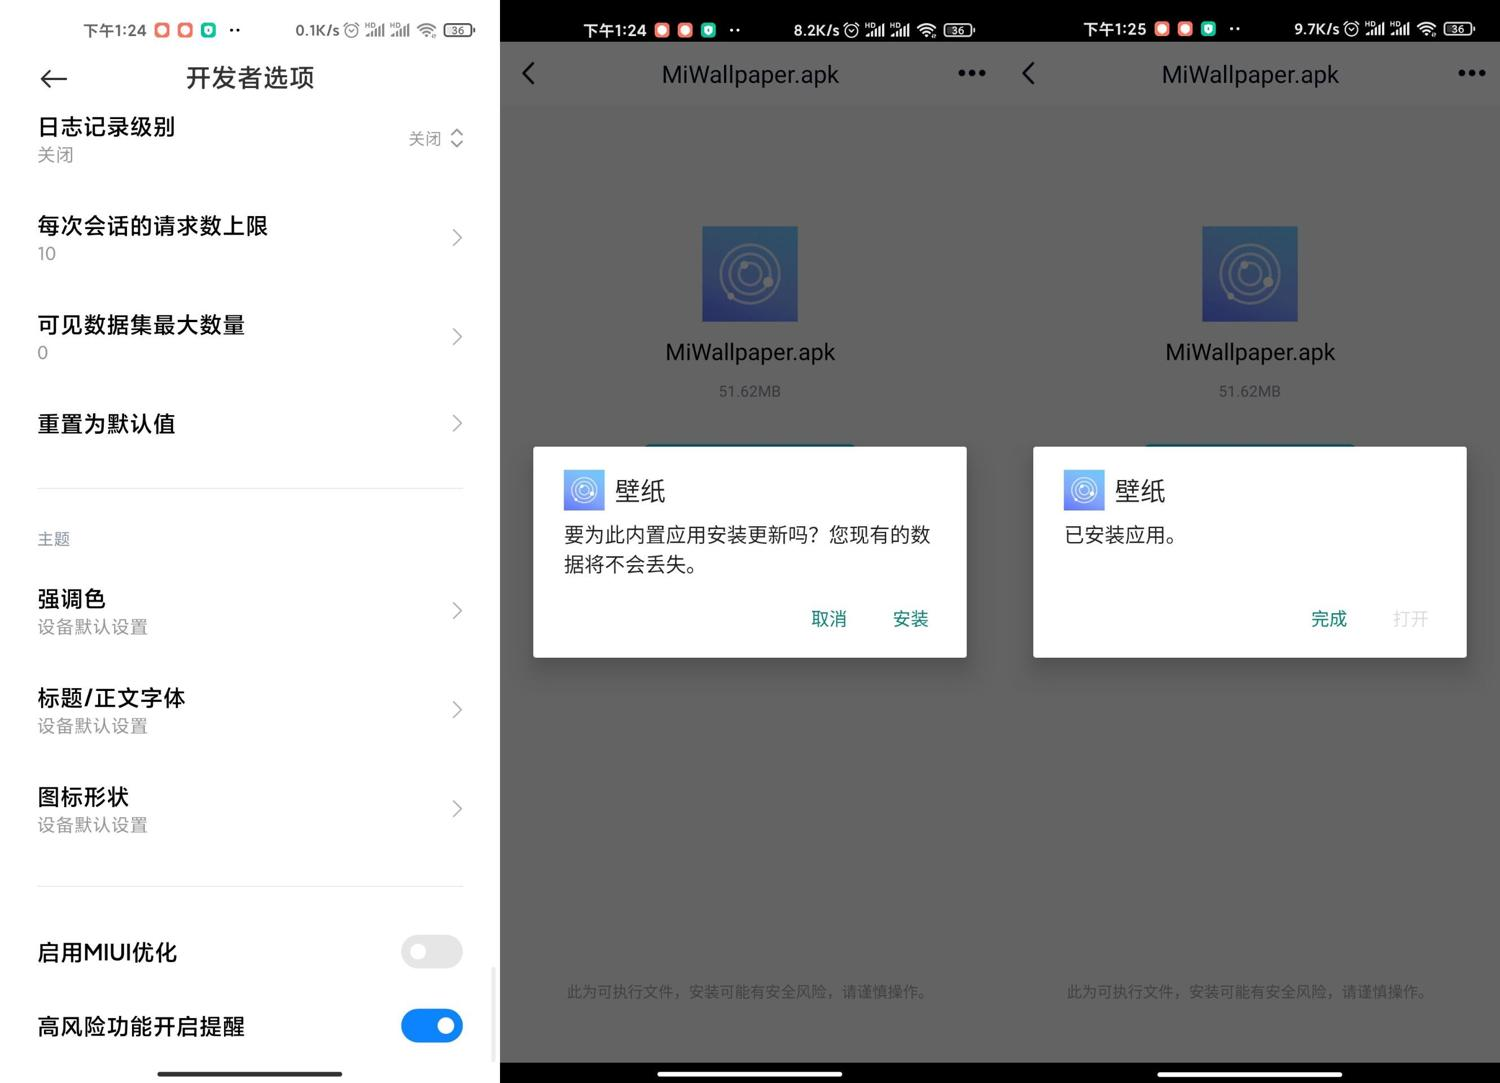 下午1:24
0.1K/s
HD
HD
36
开发者选项
日志记录级别
关闭
关闭
每次会话的请求数上限
10
可见数据集最大数量
0
重置为默认值
主题
强调色
设备默认设置
标题/正文字体
设备默认设置
图标形状
设备默认设置
启用MIUI优化
高风险功能开启提醒
下午1:24
8.2K/s
HD
HD
36
MiWallpaper.apk
MiWallpaper.apk
51.62MB
壁纸
要为此内置应用安装更新吗？您现有的数
据将不会丢失。
取消
安装
此为可执行文件，安装可能有安全风险，请谨慎操作。
下午1:25
9.7K/s
HD
HD
36
MiWallpaper.apk
MiWallpaper.apk
51.62MB
壁纸
已安装应用。
完成
打开
此为可执行文件，安装可能有安全风险，请谨慎操作。